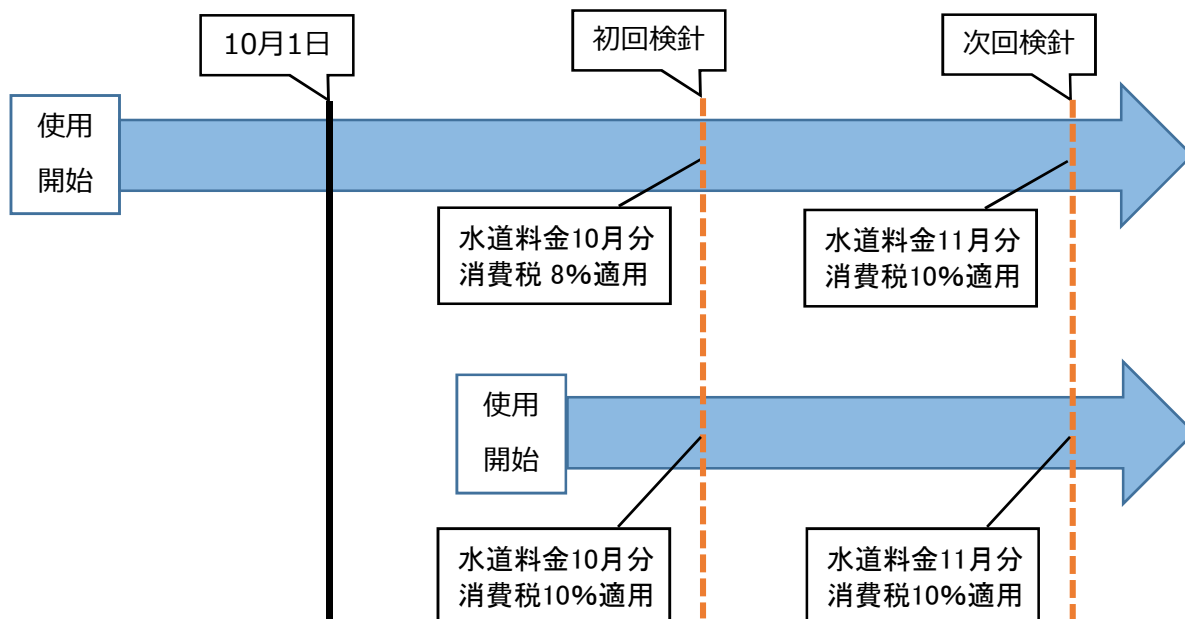 10月1日
初回検針
次回検針
使用
開始
水道料金10月分
消費税 8%適用
水道料金11月分
消費税10%適用
使用
開始
水道料金10月分
消費税10%適用
水道料金11月分
消費税10%適用